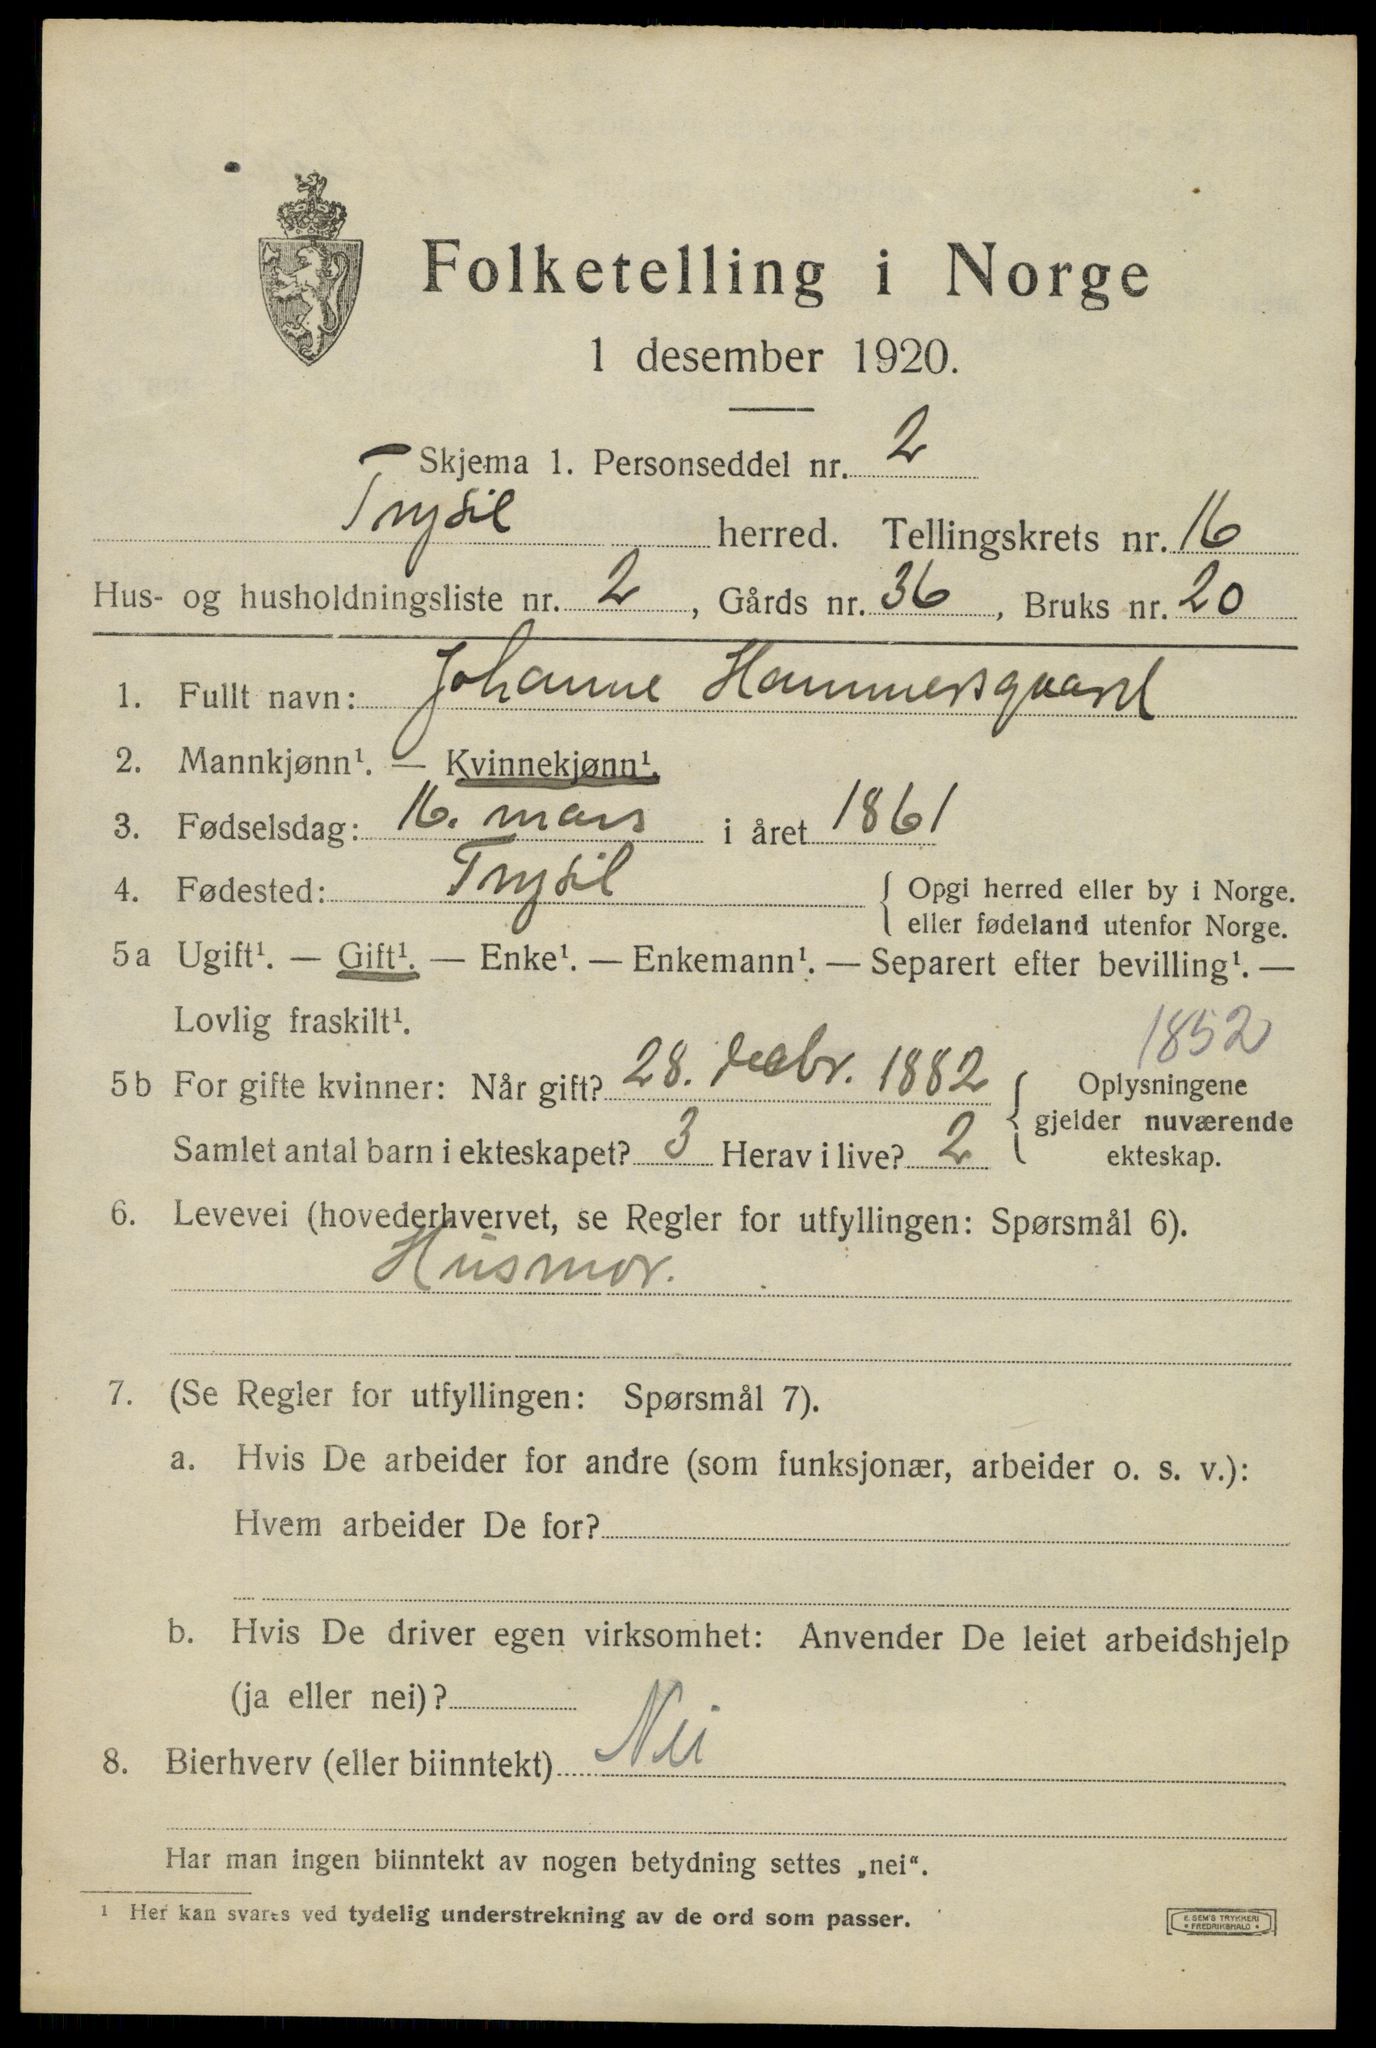 Folketelling i Norge
1 desember 1920.
Skjema 1. Personseddel nr. 2
Trysil herred. Tellingskrets nr. 16
Hus- og husholdningsliste nr. 2, Gårds nr. 36, Bruks nr. 20
1. Fullt navn: Johanne Hammersgaard
2. Mannkjønn¹. — Kvinnekjønn¹.
3. Fødselsdag: 16. mars i året 1861
4. Fødested: Trysil { Opgi herred eller by i Norge.
eller fødeland utenfor Norge.
5a Ugift¹. — Gift¹. — Enke¹. — Enkemann¹. — Separert efter bevilling¹. —
Lovlig fraskilt¹.
1852
5b For gifte kvinner: Når gift? 28. decbr. 1882 { Oplysningene
gjelder nuværende
Samlet antal barn i ekteskapet? 3 Herav i live? 2 ekteskap.
6. Levevei (hovederhvervet, se Regler for utfyllingen: Spørsmål 6).
Husmor.
7. (Se Regler for utfyllingen: Spørsmål 7).
a. Hvis De arbeider for andre (som funksjonær, arbeider o. s. v.):
Hvem arbeider De for?
b. Hvis De driver egen virksomhet: Anvender De leiet arbeidshjelp
(ja eller nei)?
8. Bierhverv (eller biinntekt) Nei
Har man ingen biinntekt av nogen betydning settes „nei“.
¹ Her kan svares ved tydelig understrekning av de ord som passer.
E. SEM'S TRYKKERI
• FREDRIKSHALD •